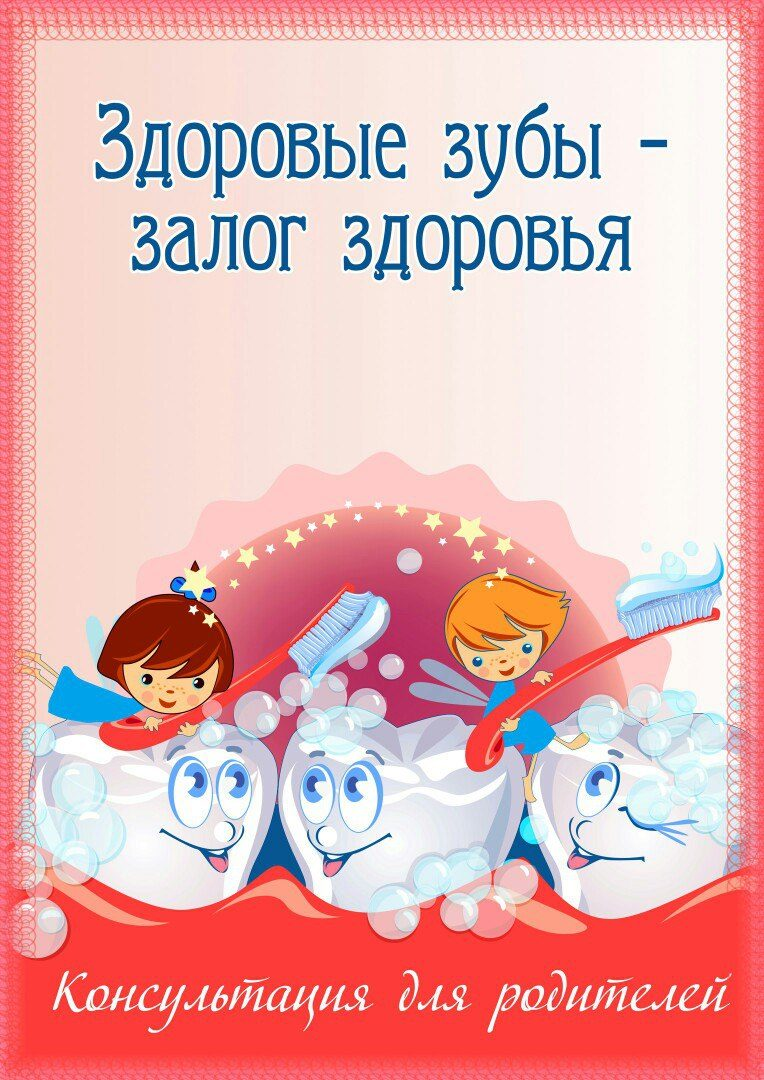 Здоровые зубы -
залог здоровья
Консультация для родителей